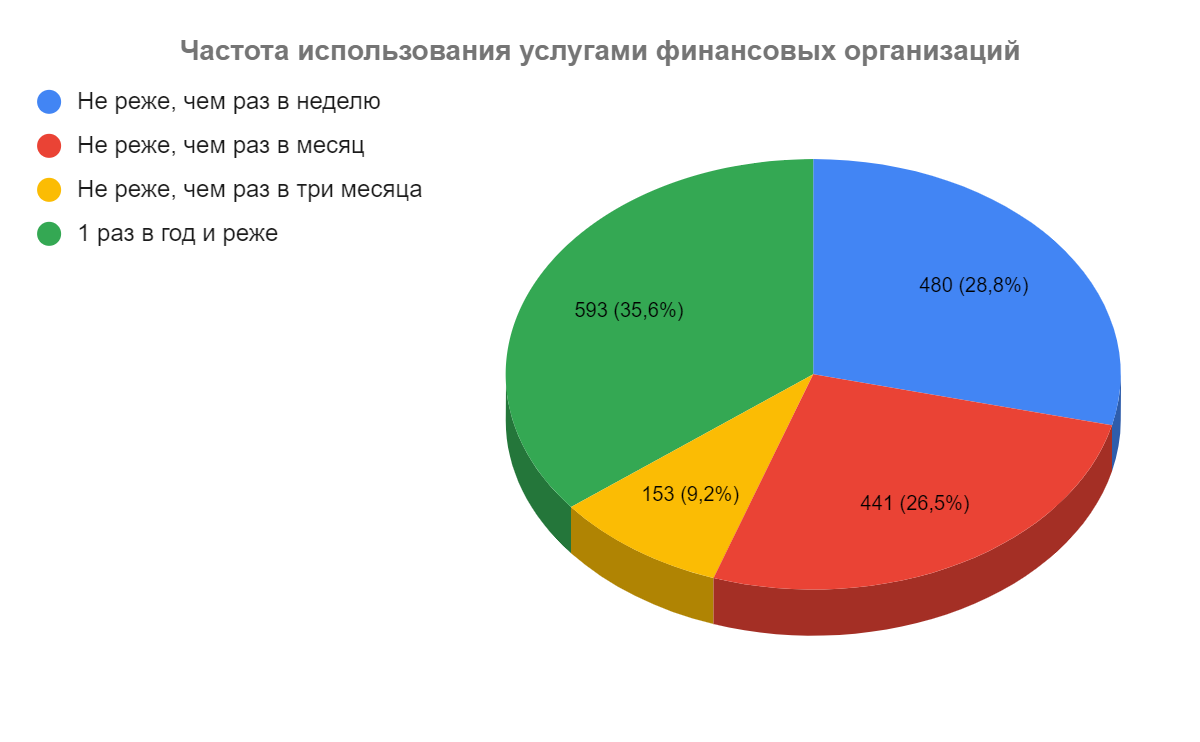 Частота использования услугами финансовых организаций
Не реже, чем раз в неделю
Не реже, чем раз в месяц
Не реже, чем раз в три месяца
1 раз в год и реже
480 (28,8%)
593 (35,6%)
153 (9,2%)
441 (26,5%)